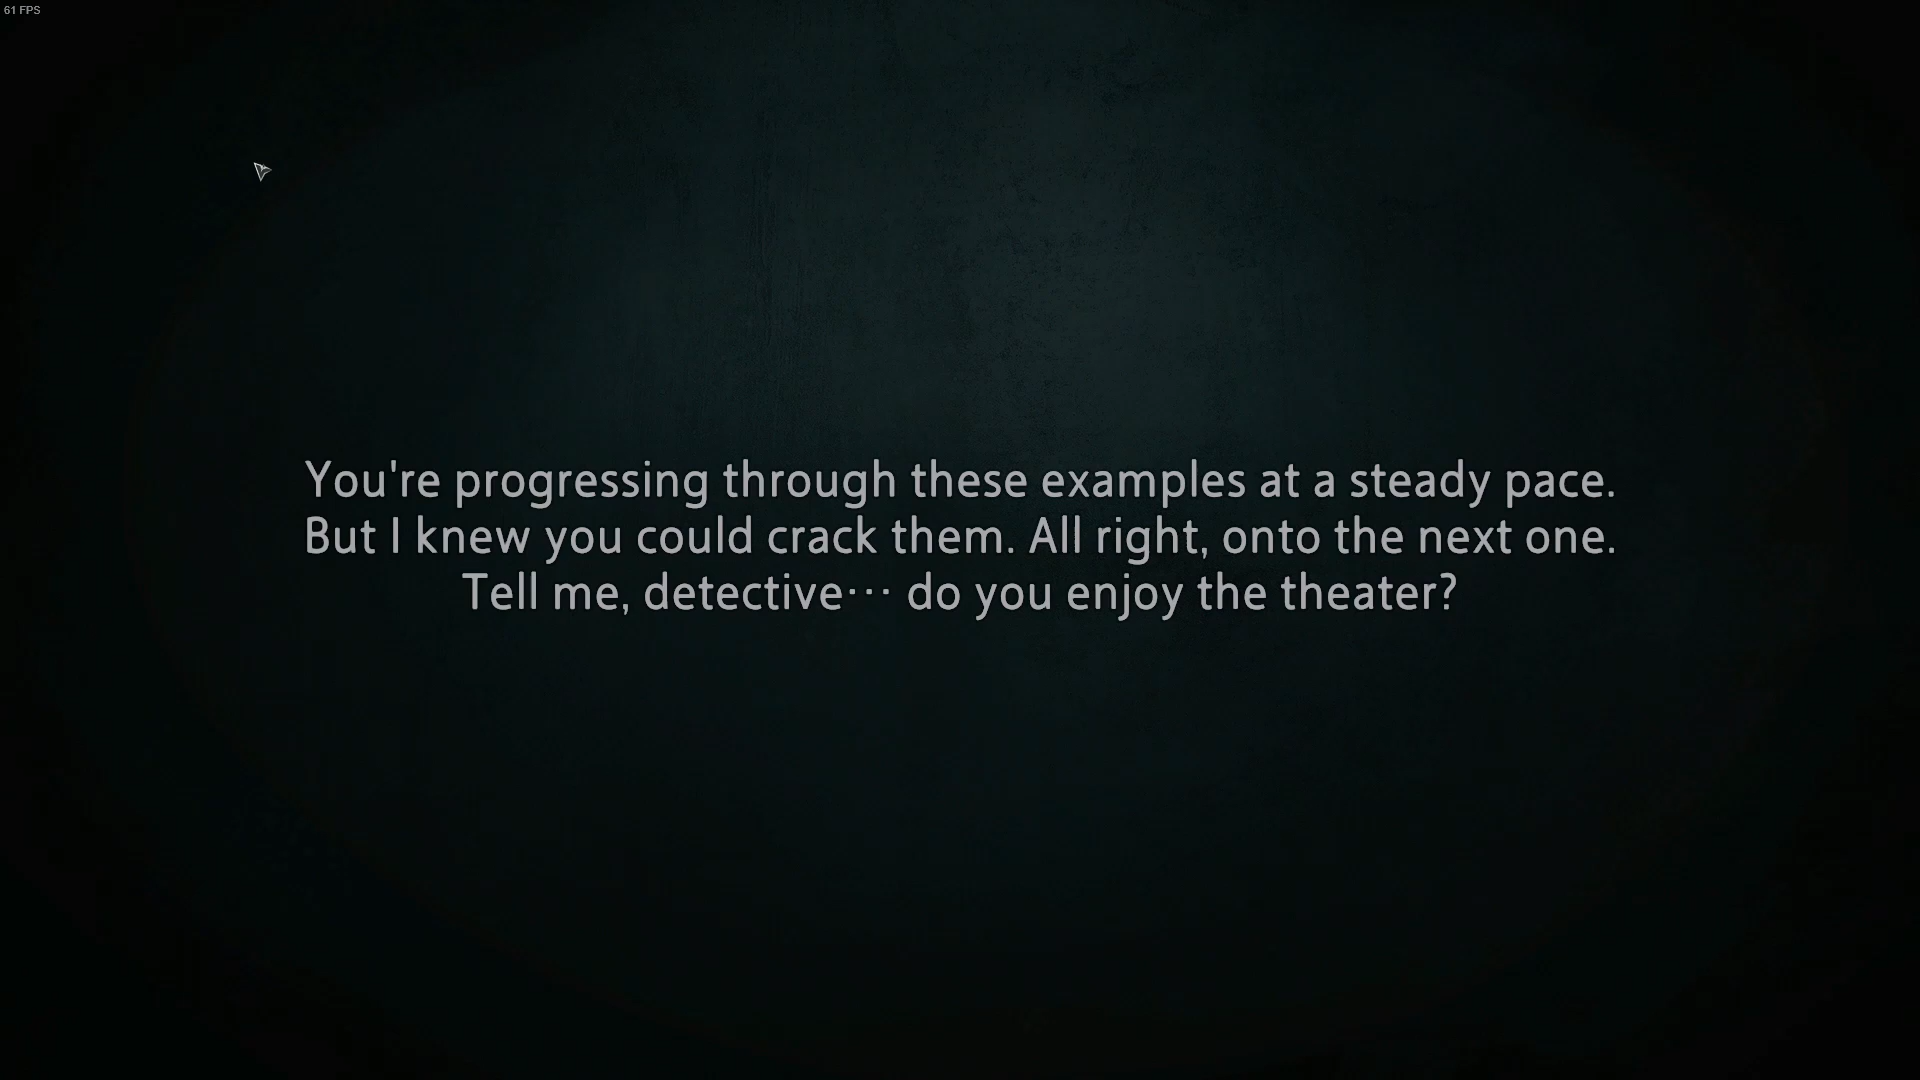 61 FPS
You're progressing through these examples at a steady pace.
But I knew you could crack them. All right, onto the next one.
Tell me, detective··· do you enjoy the theater?